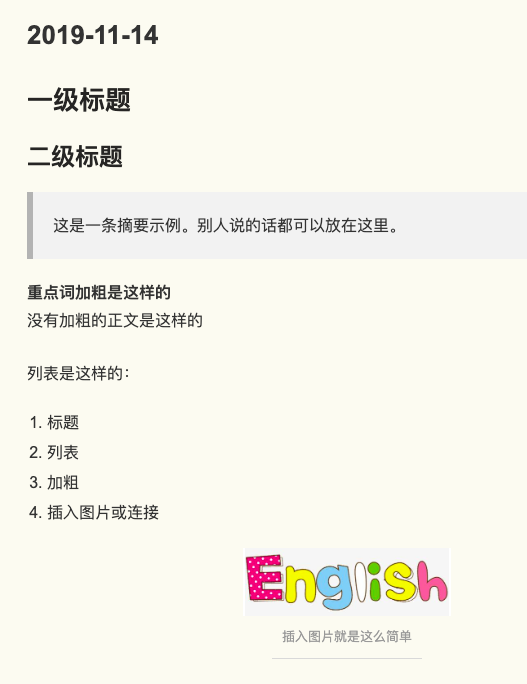 2019-11-14
一级标题
二级标题
这是一条摘要示例。别人说的话都可以放在这里。
重点词加粗是这样的
没有加粗的正文是这样的
列表是这样的：
1. 标题
2. 列表
3. 加粗
4. 插入图片或连接
English
插入图片就是这么简单